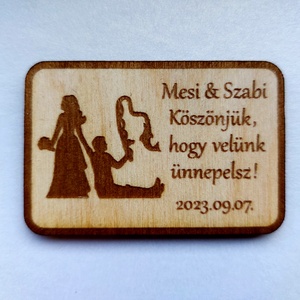 Mesi & Szabi
Köszönjük,
hogy velünk
ünnepelsz!
2023.09.07.